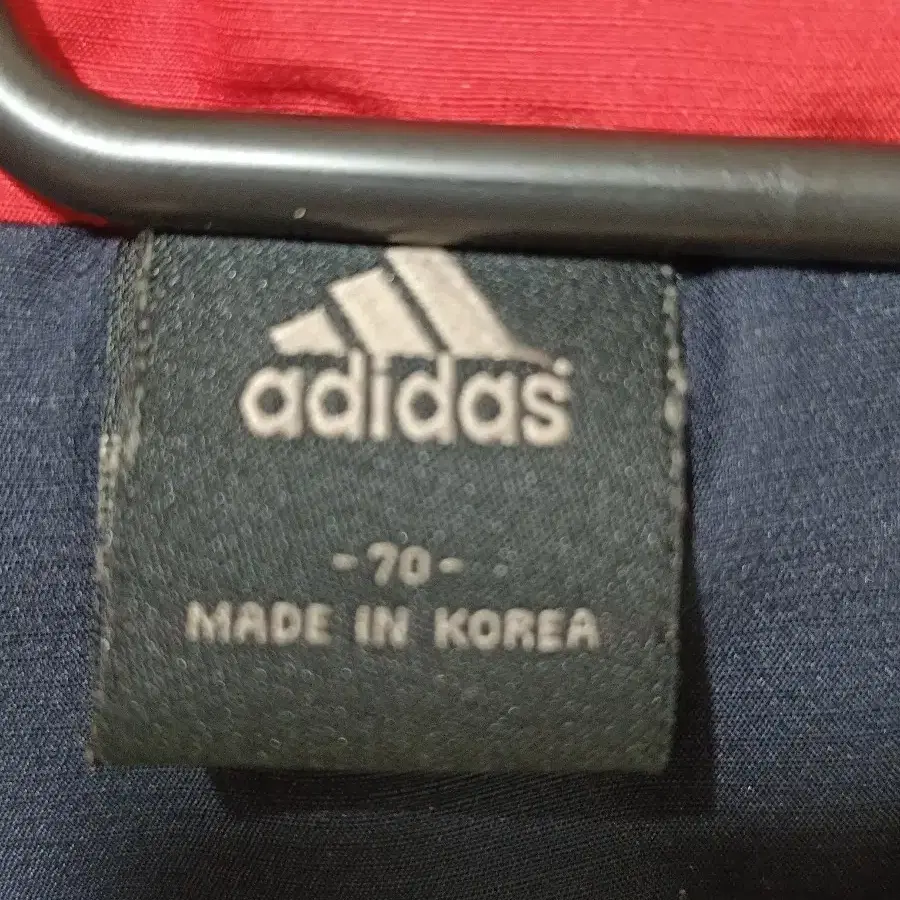 adidas
-70-
MADE IN KOREA